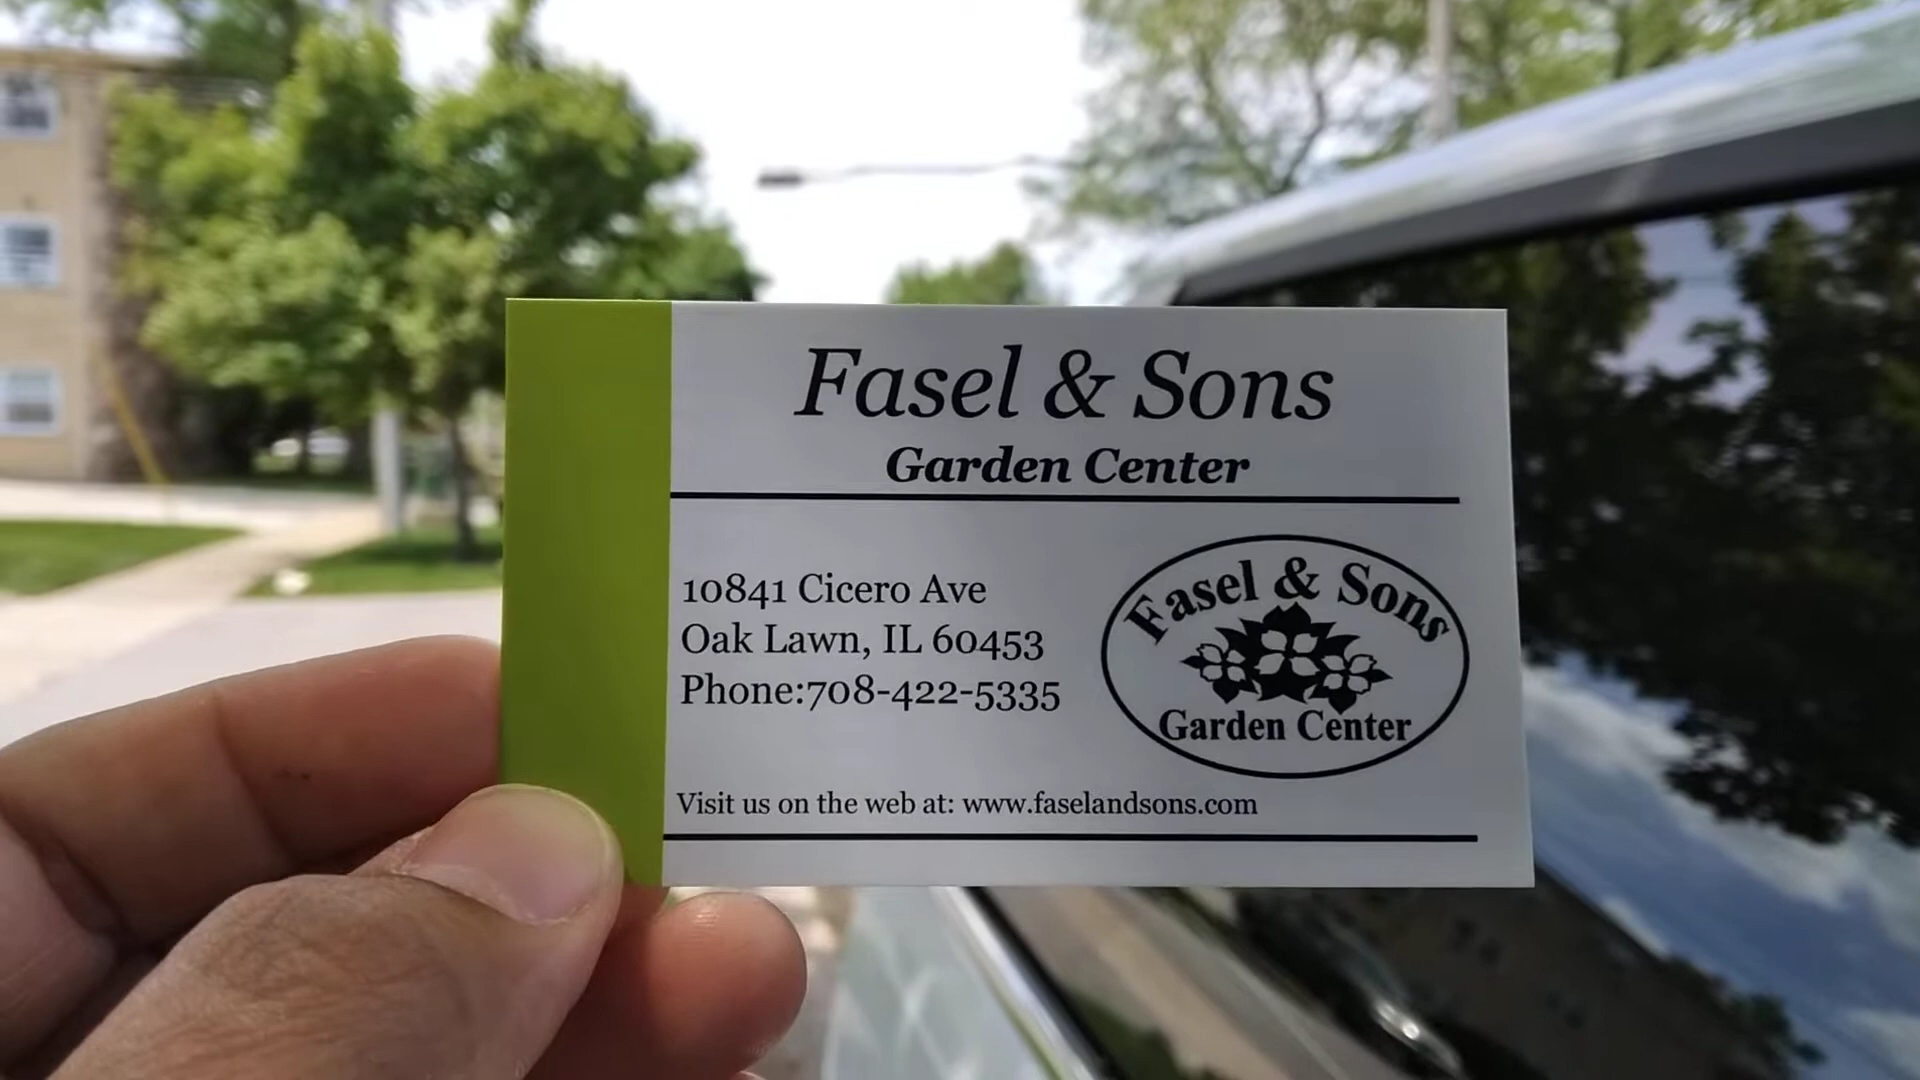 Fasel & Sons
Garden Center
10841 Cicero Ave
Oak Lawn, IL 60453
Phone:708-422-5335
Fasel & Sons
Garden Center
Visit us on the web at: www.faselandsons.com